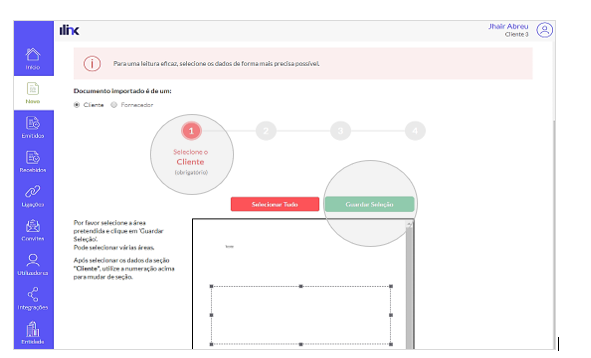 ilink
Jhair Abreu
Cliente 3
Início
Novo
Emitidos
Recebidos
Ligações
Convites
Utilizadores
Integrações
Entidade
Para uma leitura eficaz, selecione os dados de forma mais precisa possível.
Documento importado é de um:
Cliente
Fornecedor
1
2
3
4
Selecione o
Cliente
(obrigatório)
Selecionar Tudo
Guardar Seleção
Por favor selecione a área
pretendida e clique em 'Guardar
Seleção'.
Pode selecionar várias áreas.
Após selecionar os dados da seção
"Cliente", utilize a numeração acima
para mudar de seção.